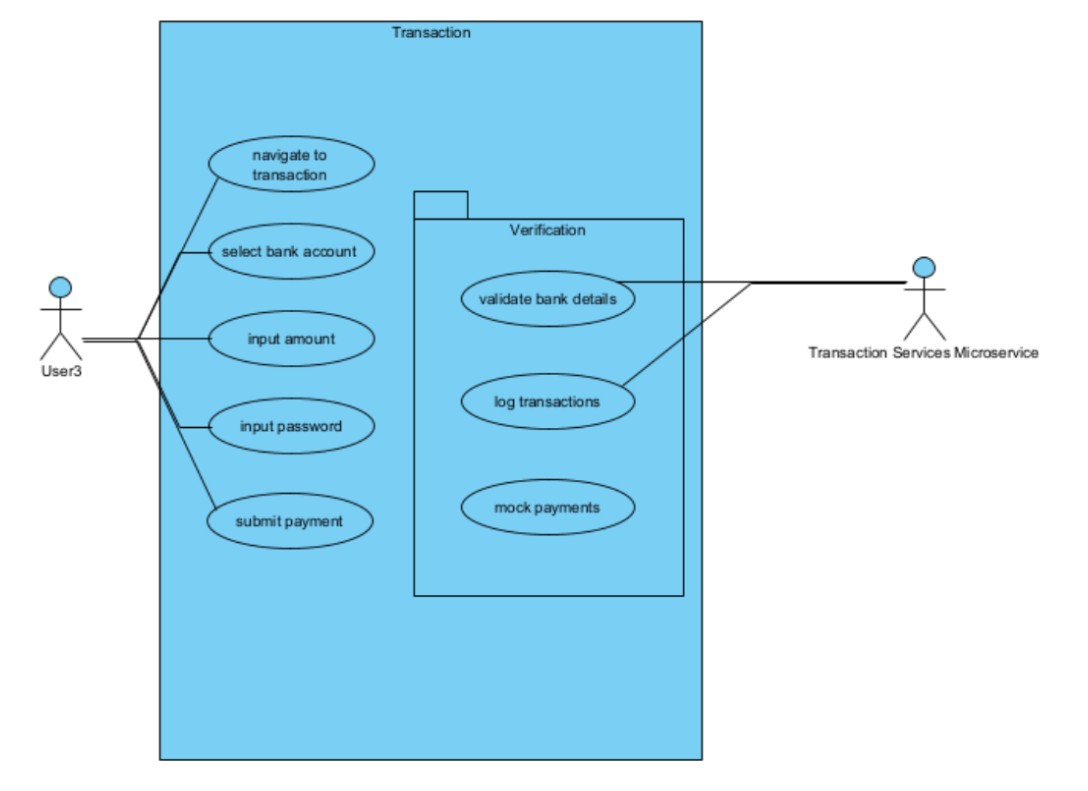 Transaction
navigate to
transaction
select bank account
input amount
input password
submit payment
Verification
validate bank details
log transactions
mock payments
User3
Transaction Services Microservice